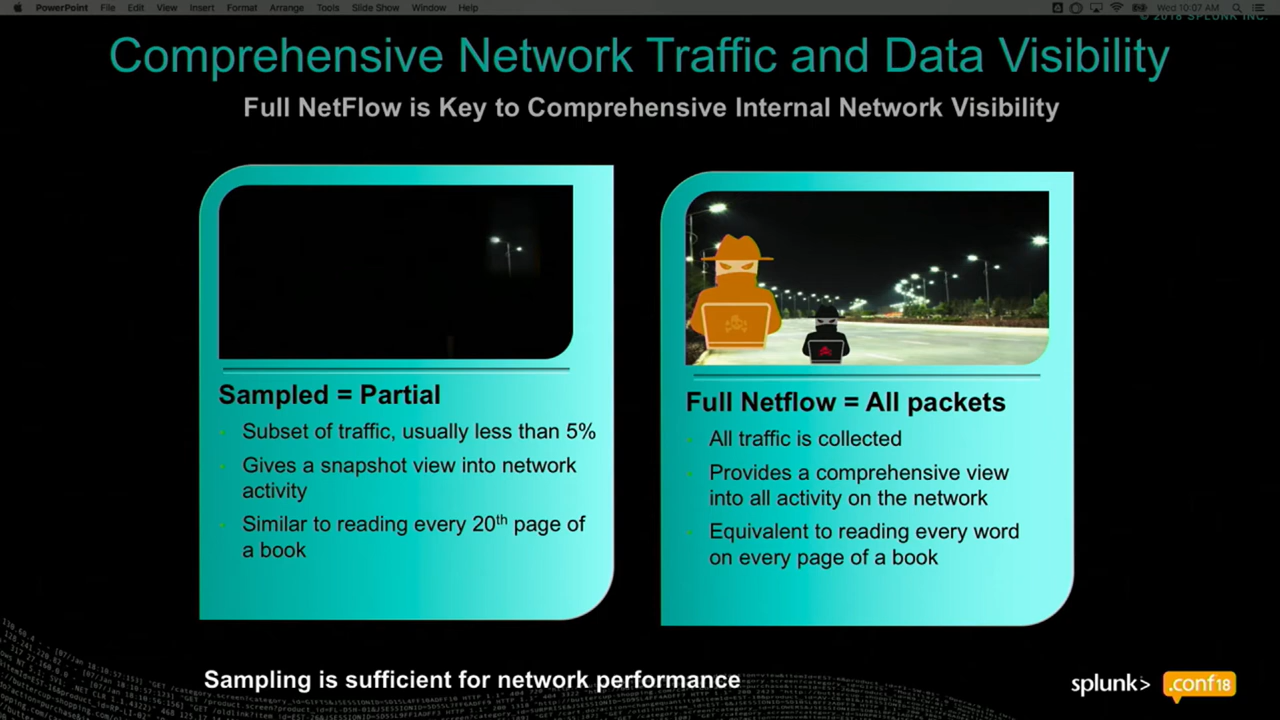 PowerPoint File Edit View Insert Format Arrange Tools Slide Show Window Help Wed 10:07 AM
© 2018 SPLUNK INC.
Comprehensive Network Traffic and Data Visibility
Full NetFlow is Key to Comprehensive Internal Network Visibility
Sampled = Partial
Subset of traffic, usually less than 5%
Gives a snapshot view into network
activity
Similar to reading every 20th page of
a book
Full Netflow = All packets
All traffic is collected
Provides a comprehensive view
into all activity on the network
Equivalent to reading every word
on every page of a book
Sampling is sufficient for network performance
splunk> .conf18